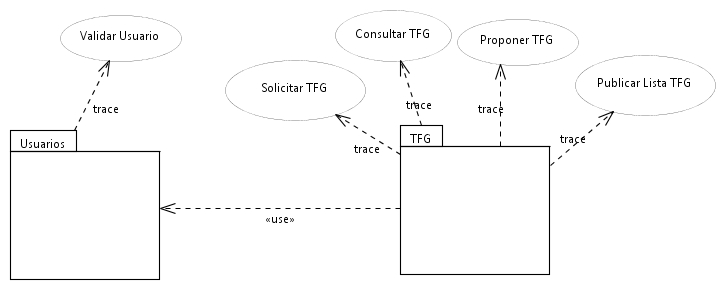 Validar Usuario
Consultar TFG
Proponer TFG
Solicitar TFG
Publicar Lista TFG
trace
trace
trace
trace
trace
Usuarios
TFG
«use»